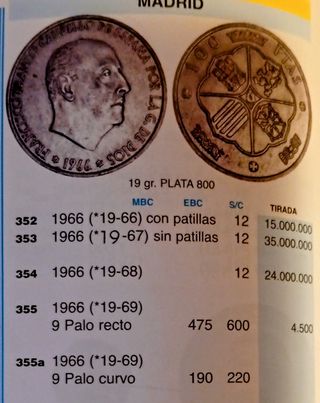 MADRID
FRANCISCO FRANCO CAUDILLO DE ESPAÑA POR LA G. DE DIOS
1966
100 PTAS
19 gr. PLATA 800
MBC EBC S/C TIRADA
352 1966 (*19-66) con patillas 12 15.000.000
353 1966 (*19-67) sin patillas 12 35.000.000
354 1966 (*19-68) 12 24.000.000
355 1966 (*19-69)
9 Palo recto 475 600 4.500
355a 1966 (*19-69)
9 Palo curvo 190 220